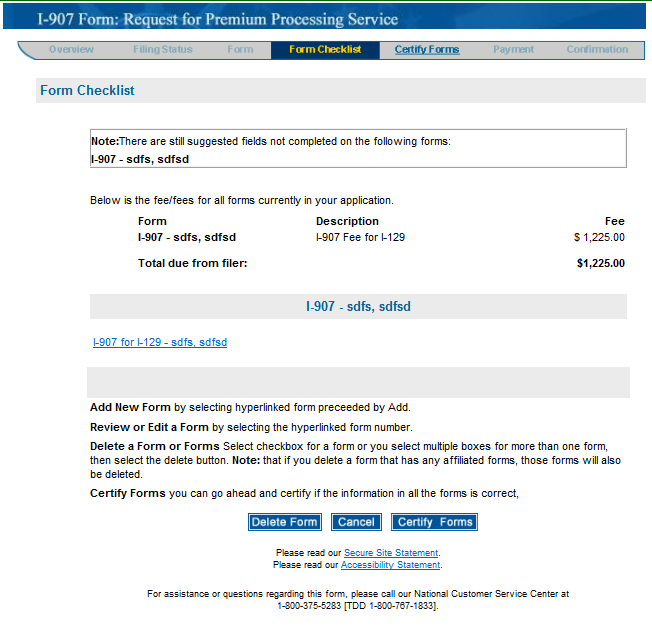 I-907 Form: Request for Premium Processing Service
Overview Filing Status Form Form Checklist Certify Forms Payment Confirmation
Form Checklist
Note:There are still suggested fields not completed on the following forms:
I-907 - sdfs, sdfsd
Below is the fee/fees for all forms currently in your application.
Form Description Fee
I-907 - sdfs, sdfsd I-907 Fee for I-129 $ 1,225.00
Total due from filer: $1,225.00
I-907 - sdfs, sdfsd
I-907 for I-129 - sdfs, sdfsd
Add New Form by selecting hyperlinked form preceeded by Add.
Review or Edit a Form by selecting the hyperlinked form number.
Delete a Form or Forms Select checkbox for a form or you select multiple boxes for more than one form,
then select the delete button. Note: that if you delete a form that has any affiliated forms, those forms will also
be deleted.
Certify Forms you can go ahead and certify if the information in all the forms is correct,
Delete Form Cancel Certify Forms
Please read our Secure Site Statement.
Please read our Accessibility Statement.
For assistance or questions regarding this form, please call our National Customer Service Center at
1-800-375-5283 [TDD 1-800-767-1833].